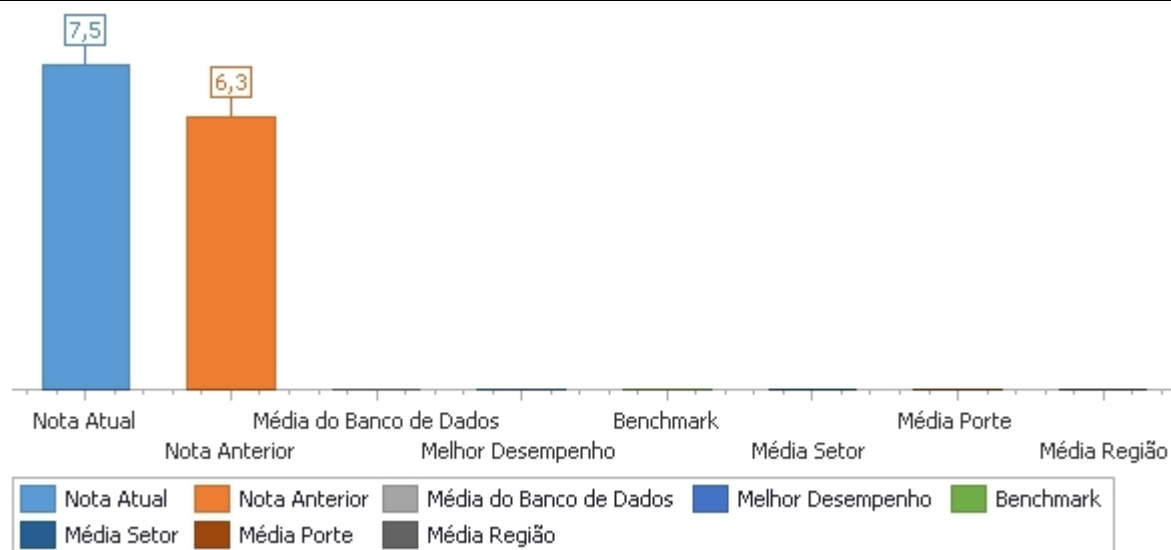 7,5
6,3
Nota Atual Média do Banco de Dados Benchmark Média Porte
Nota Anterior Melhor Desempenho Média Setor Média Região
Nota Atual Nota Anterior Média do Banco de Dados Melhor Desempenho Benchmark
Média Setor Média Porte Média Região